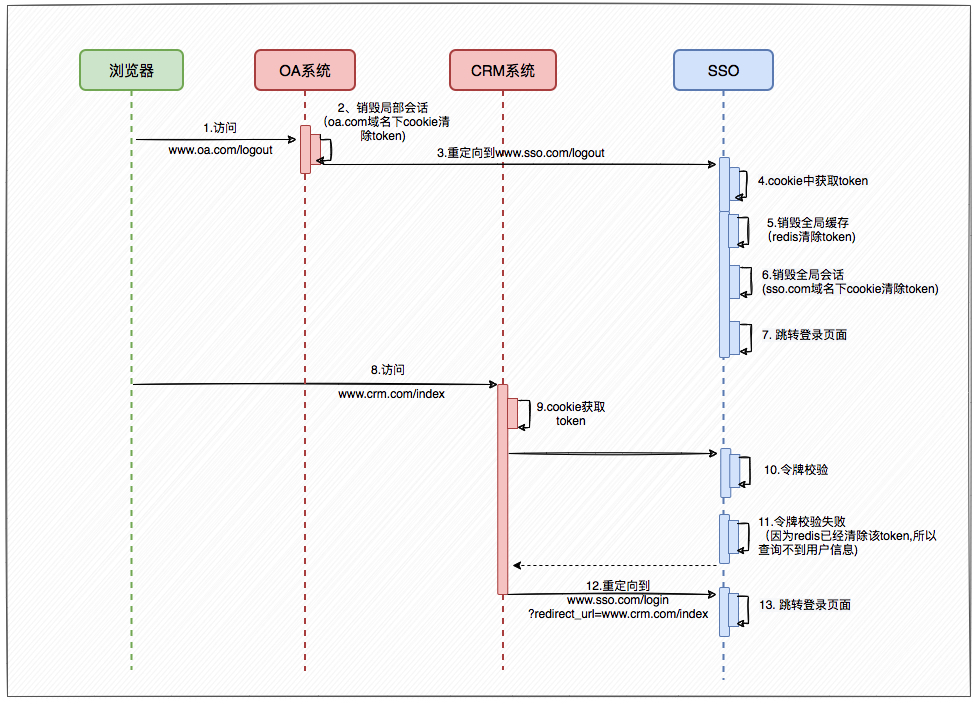 浏览器
OA系统
CRM系统
SSO
1.访问
www.oa.com/logout
2、销毁局部会话
(oa.com域名下cookie清
除token)
3.重定向到www.sso.com/logout
4.cookie中获取token
5.销毁全局缓存
（redis清除token)
6.销毁全局会话
(sso.com域名下cookie清除token)
7. 跳转登录页面
8.访问
www.crm.com/index
9.cookie获取
token
10.令牌校验
11.令牌校验失败
（因为redis已经清除该token,所以
查询不到用户信息)
12.重定向到
www.sso.com/login
?redirect_url=www.crm.com/index
13. 跳转登录页面